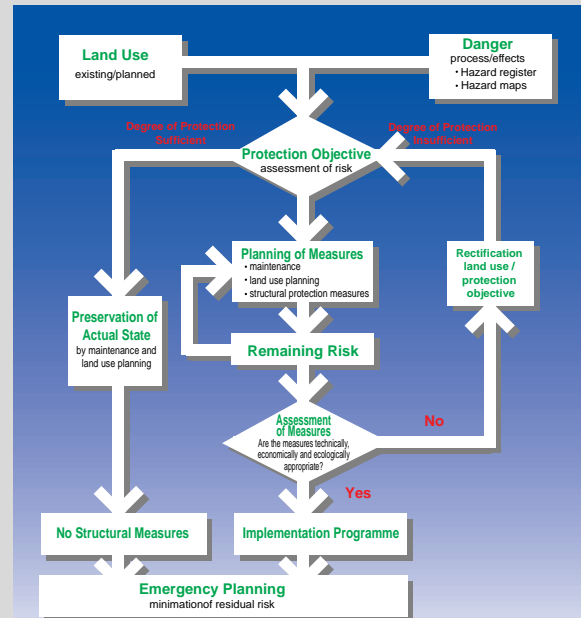 Land Use
existing/planned
Danger
process/effects
• Hazard register
• Hazard maps
Degree of Protection
Sufficient
Degree of Protection
Insufficient
Protection Objective
assessment of risk
Planning of Measures
• maintenance
• land use planning
• structural protection measures
Rectification
land use /
protection
objective
Preservation of
Actual State
by maintenance and
land use planning
Remaining Risk
Assessment
of Measures
Are the measures technically,
economically and ecologically
appropriate?
No
Yes
No Structural Measures
Implementation Programme
Emergency Planning
minimationof residual risk